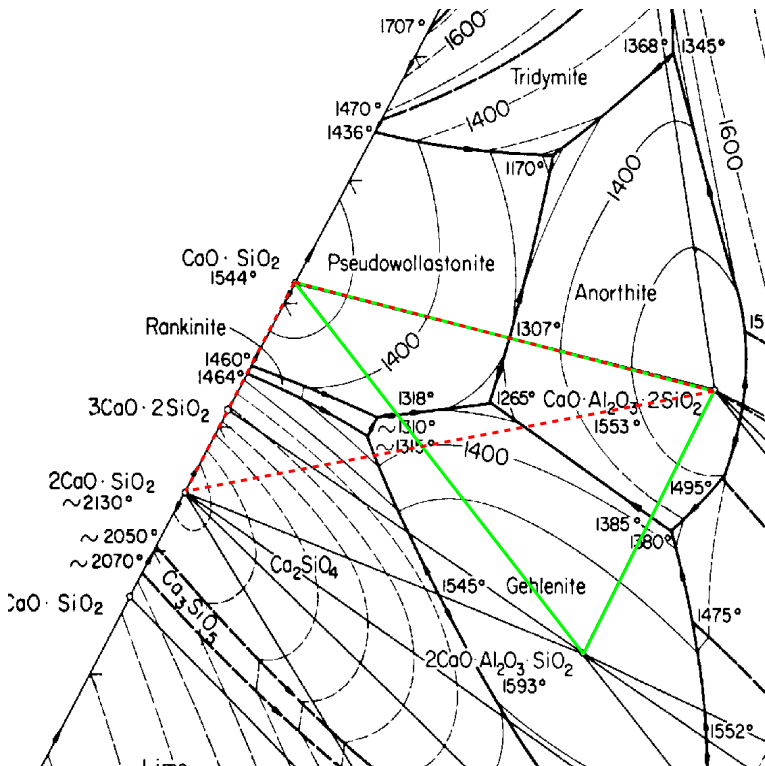 1707°
1600
1368°
1345°
Tridymite
1470°
1436°
1400
1600
1170°
1400
CaO·SiO₂
1544°
Pseudowollastonite
Anorthite
Rankinite
1307°
15
1460°
1464°
1400
3CaO·2SiO₂
1318°
1265°
CaO·Al₂O₃·2SiO₂
1553°
~1310°
~1315°
1400
2CaO·SiO₂
~2130°
1495°
1385°
1380°
~2050°
~2070°
Ca₂SiO₄
1545°
Gehlenite
CaO·SiO₂
Ca₃SiO₅
1475°
2CaO·Al₂O₃·SiO₂
1593°
1552°